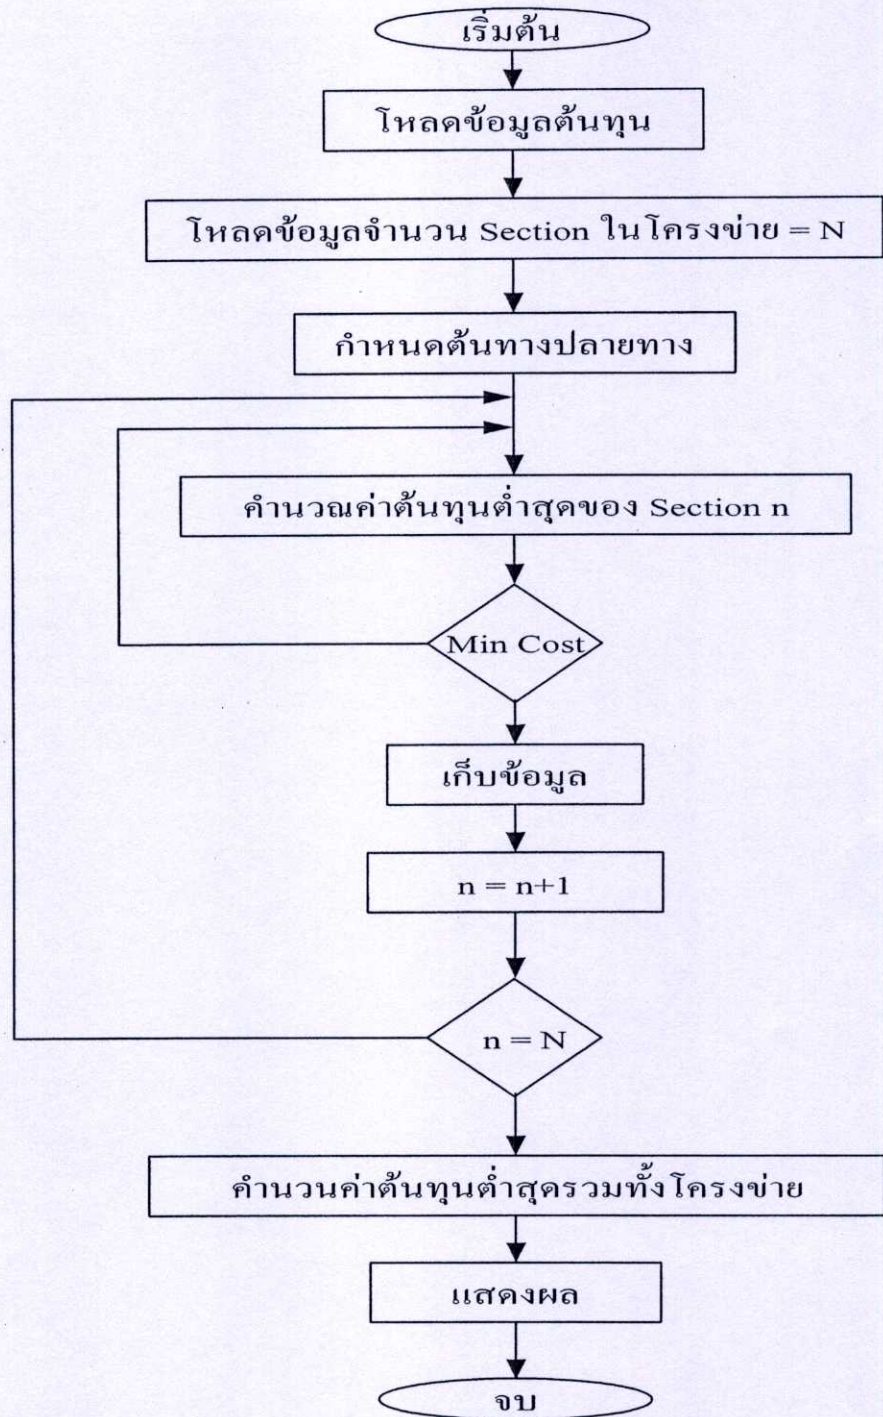 เริ่มต้น
โหลดข้อมูลต้นทุน
โหลดข้อมูลจำนวน Section ในโครงข่าย = N
กำหนดต้นทางปลายทาง
คำนวณค่าต้นทุนต่ำสุดของ Section n
Min Cost
เก็บข้อมูล
n = n+1
n = N
คำนวนค่าต้นทุนต่ำสุดรวมทั้งโครงข่าย
แสดงผล
จบ